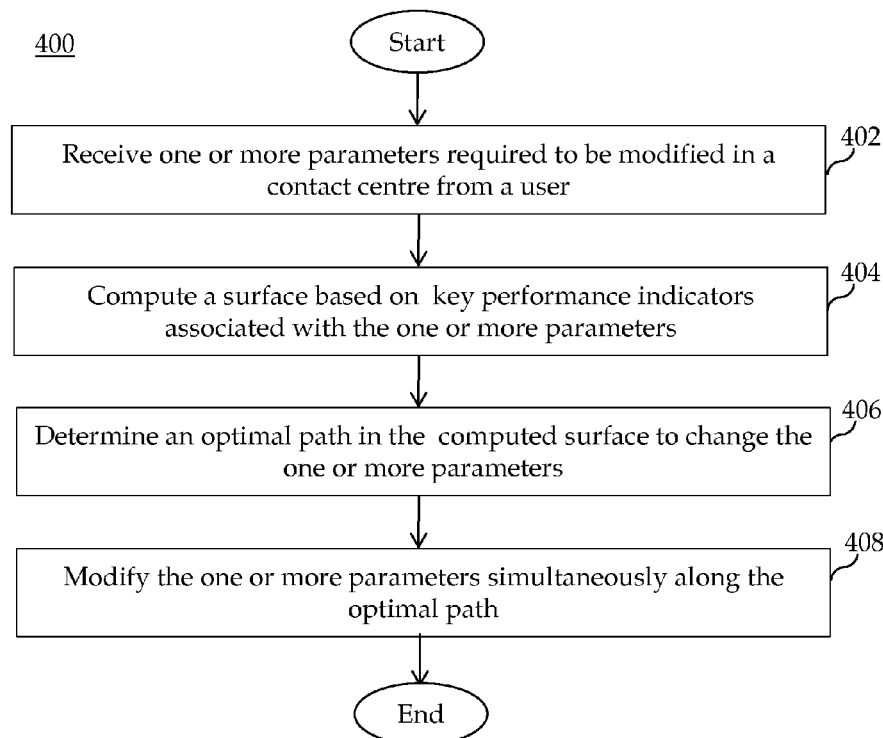 400
Start
Receive one or more parameters required to be modified in a
contact centre from a user
402
Compute a surface based on key performance indicators
associated with the one or more parameters
404
Determine an optimal path in the computed surface to change the
one or more parameters
406
Modify the one or more parameters simultaneously along the
optimal path
408
End